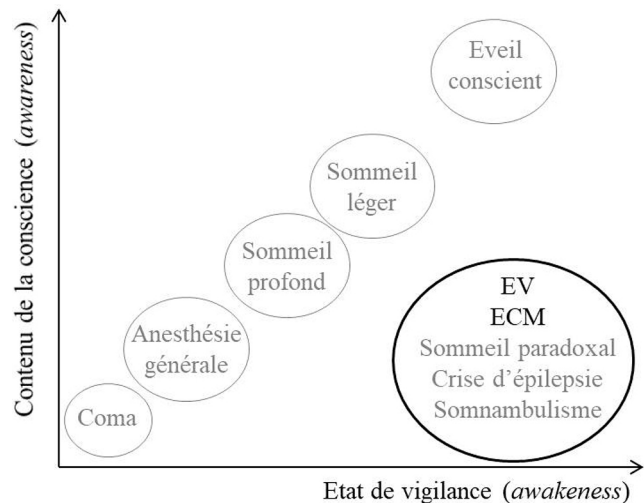 Contenu de la conscience (awareness)
Eveil
conscient
Sommeil
léger
Sommeil
profond
Anesthésie
générale
Coma
EV
ECM
Sommeil paradoxal
Crise d’épilepsie
Somnambulisme
Etat de vigilance (awakeness)